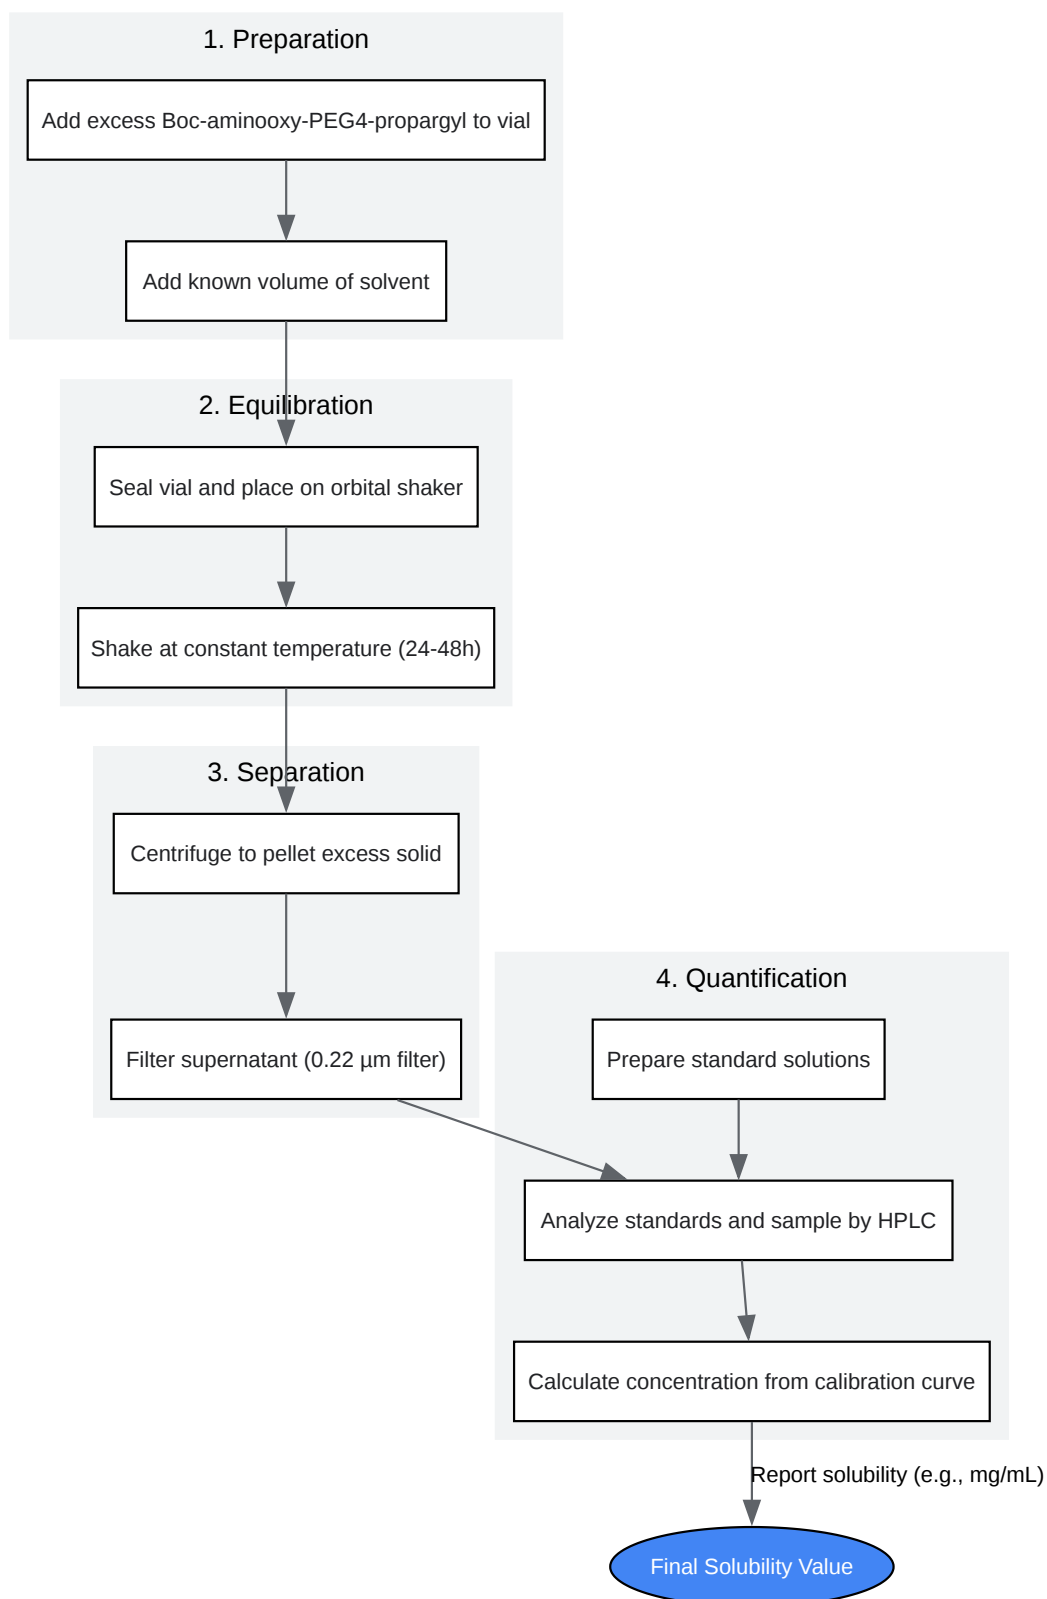 1. Preparation
Add excess Boc-aminooxy-PEG4-propargyl to vial
Add known volume of solvent
2. Equilibration
Seal vial and place on orbital shaker
Shake at constant temperature (24-48h)
3. Separation
Centrifuge to pellet excess solid
Filter supernatant (0.22 µm filter)
4. Quantification
Prepare standard solutions
Analyze standards and sample by HPLC
Calculate concentration from calibration curve
Report solubility (e.g., mg/mL)
Final Solubility Value